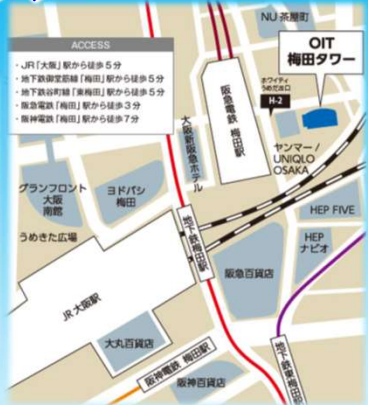 NU 茶屋町
ACCESS
・JR「大阪」駅から徒歩5分
・地下鉄御堂筋線「梅田」駅から徒歩5分
・地下鉄谷町線「東梅田」駅から徒歩5分
・阪急電鉄「梅田」駅から徒歩3分
・阪神電鉄「梅田」駅から徒歩7分
OIT
梅田タワー
ホワイティ
うめだ出口
H-2
阪急電鉄 梅田駅
大阪新阪急ホテル
ヤンマー /
UNIQLO
OSAKA
グランフロント
大阪
南館
ヨドバシ
梅田
うめきた広場
地下鉄梅田駅
HEP FIVE
HEP
ナビオ
阪急百貨店
JR 大阪駅
大丸百貨店
阪神電鉄 梅田駅
阪神百貨店
地下鉄東梅田駅